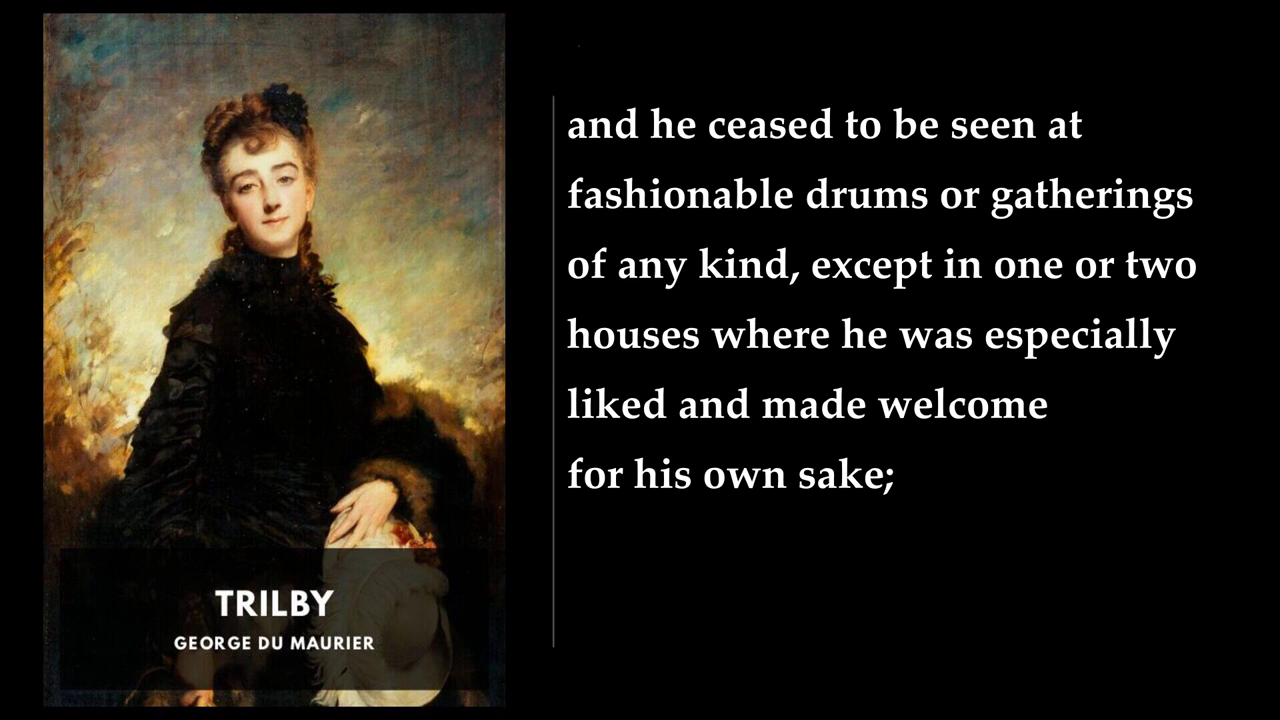 TRILBY
GEORGE DU MAURIER
and he ceased to be seen at
fashionable drums or gatherings
of any kind, except in one or two
houses where he was especially
liked and made welcome
for his own sake;